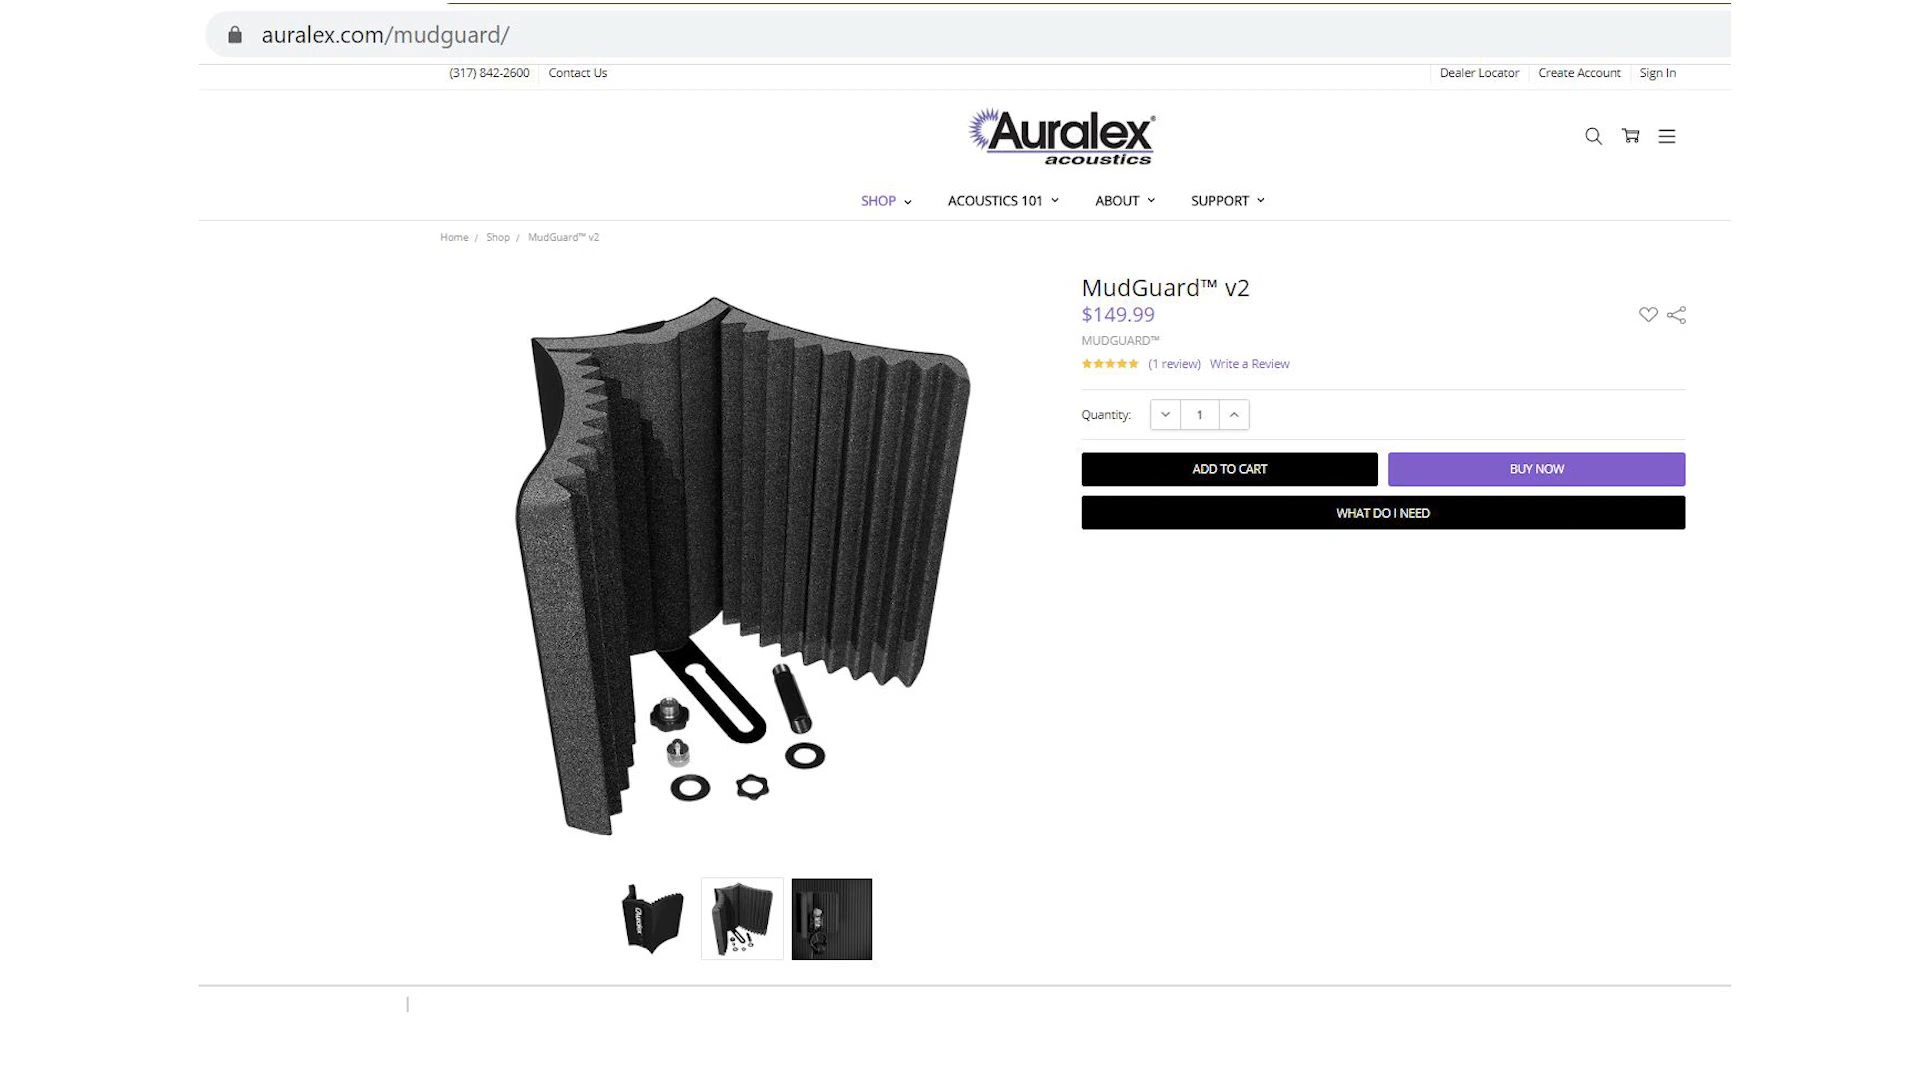 auralex.com/mudguard/
(317) 842-2600 Contact Us Dealer Locator Create Account Sign In
Auralex®
acoustics
SHOP ACOUSTICS 101 ABOUT SUPPORT
Home / Shop / MudGuard™ v2
MudGuard™ v2
$149.99
MUDGUARD™
(1 review) Write a Review
Quantity: 1
ADD TO CART BUY NOW
WHAT DO I NEED
Auralex